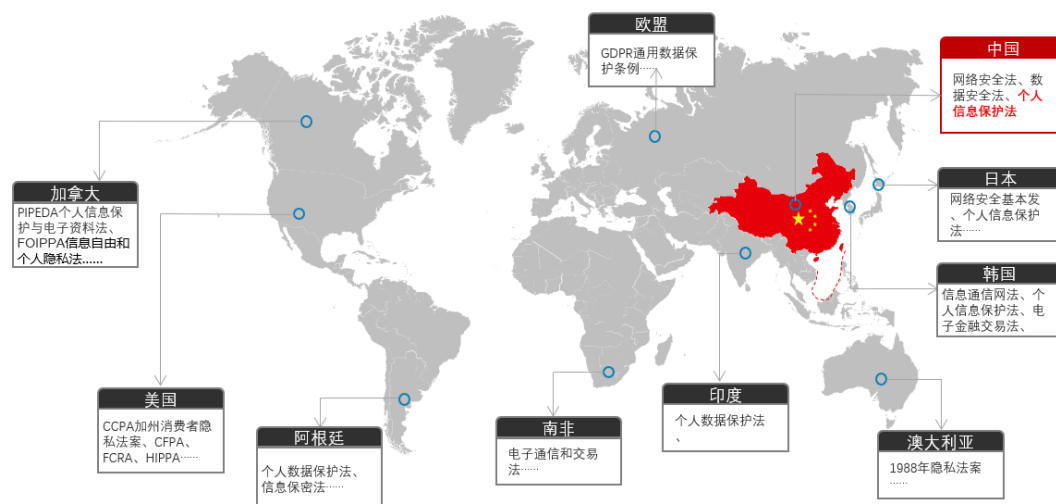 欧盟
GDPR通用数据保
护条例……
中国
网络安全法、数
据安全法、个人
信息保护法
加拿大
PIPEDA个人信息保
护与电子资料法、
FOIPPA信息自由和
个人隐私法……
日本
网络安全基本发
、个人信息保护
法……
韩国
信息通信网法、个
人信息保护法、电
子金融交易法、
美国
CCPA加州消费者隐
私法案、CFPA、
FCRA、HIPPA……
阿根廷
个人数据保护法、
信息保密法……
南非
电子通信和交易
法……
印度
个人数据保护法
、
澳大利亚
1988年隐私法案
……